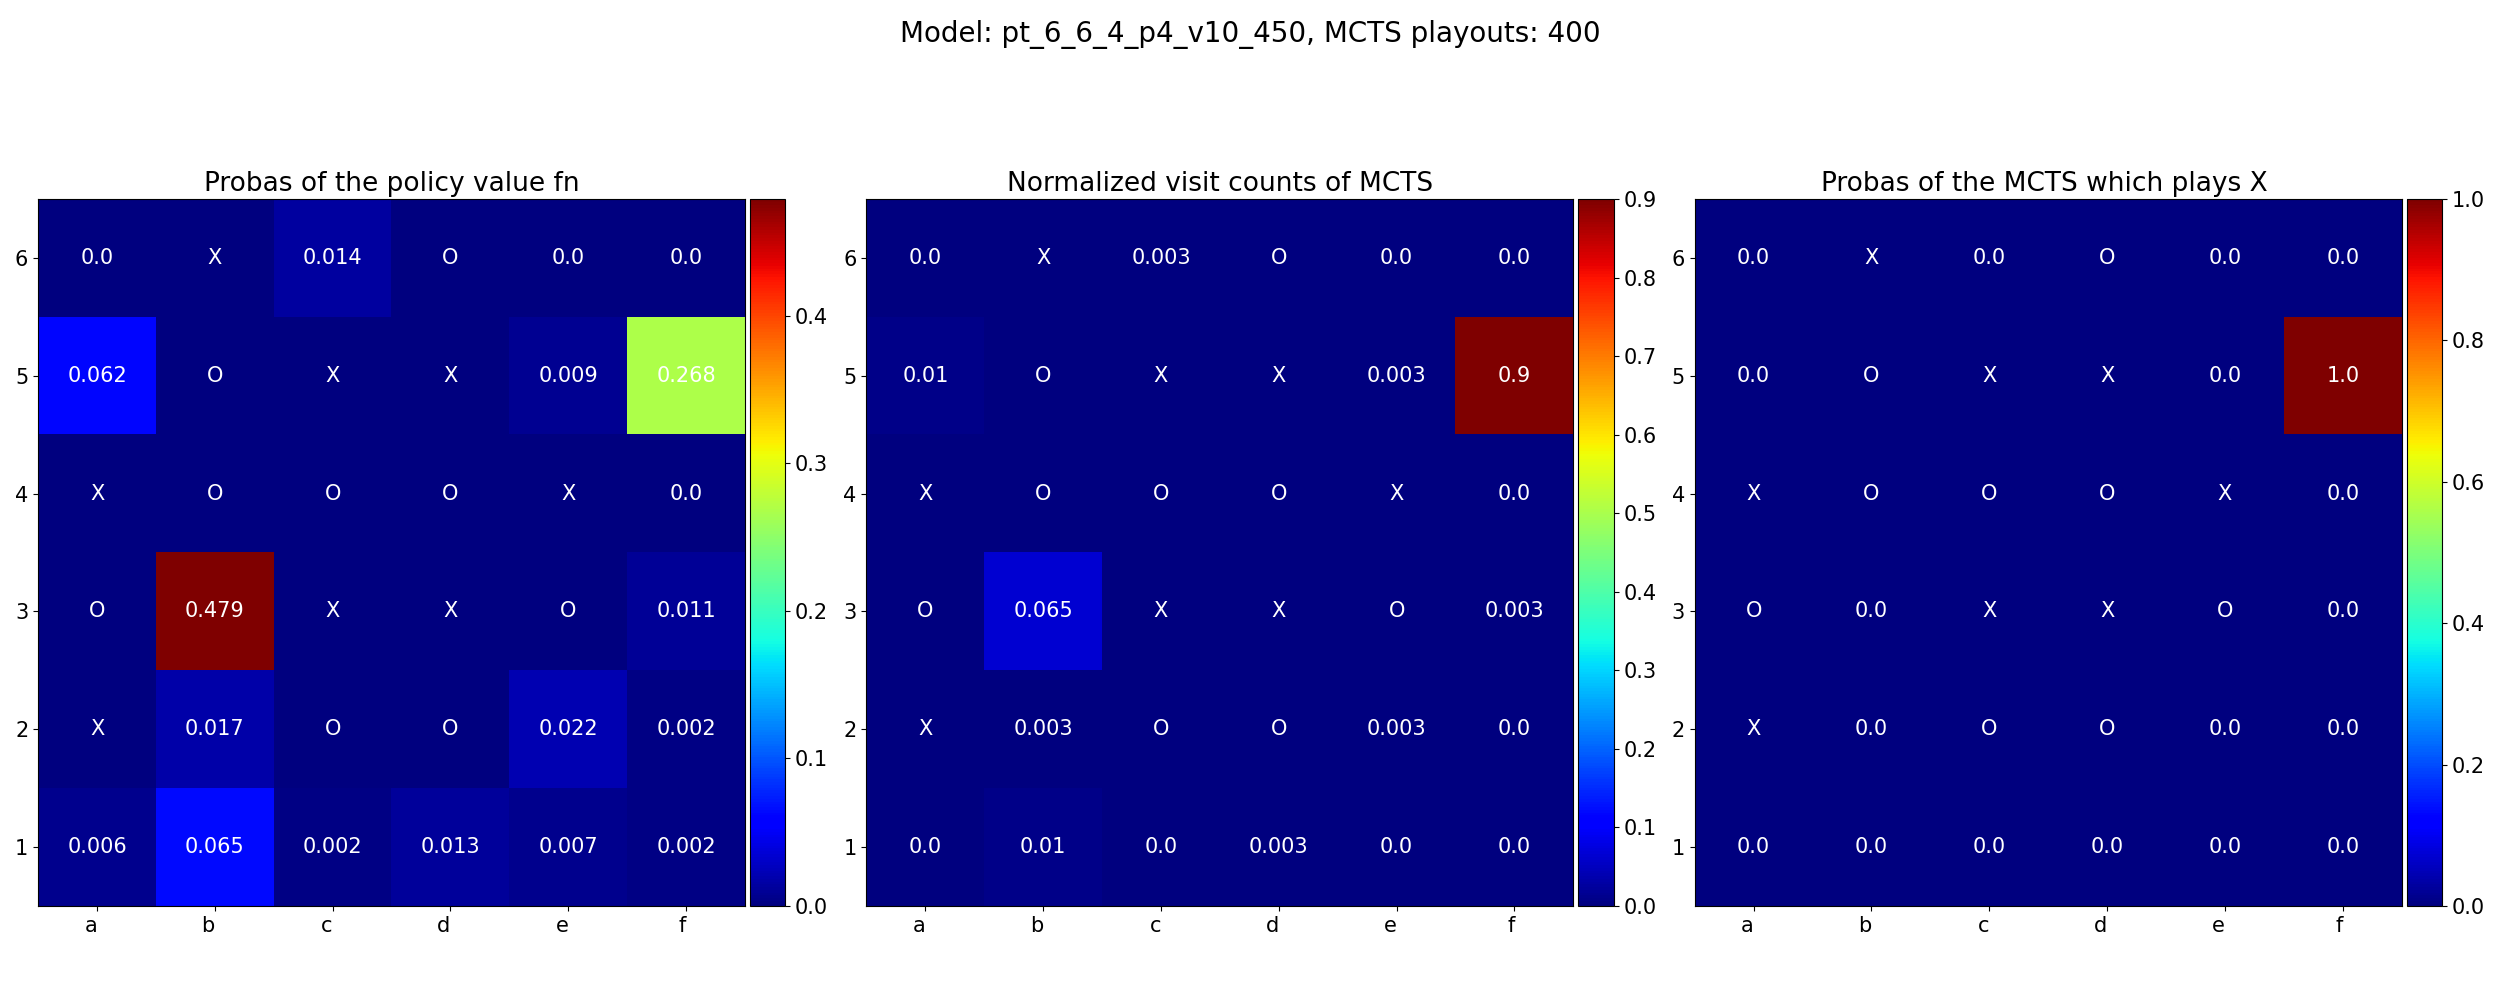 Model: pt_6_6_4_p4_v10_450, MCTS playouts: 400
Probas of the policy value fn
6 0.0 X 0.014 O 0.0 0.0
5 0.062 O X X 0.009 0.268
4 X O O O X 0.0
3 O 0.479 X X O 0.011
2 X 0.017 O O 0.022 0.002
1 0.006 0.065 0.002 0.013 0.007 0.002
a b c d e f
0.4
0.3
0.2
0.1
0.0
Normalized visit counts of MCTS
6 0.0 X 0.003 O 0.0 0.0
5 0.01 O X X 0.003 0.9
4 X O O O X 0.0
3 O 0.065 X X O 0.003
2 X 0.003 O O 0.003 0.0
1 0.0 0.01 0.0 0.003 0.0 0.0
a b c d e f
0.9
0.8
0.7
0.6
0.5
0.4
0.3
0.2
0.1
0.0
Probas of the MCTS which plays X
6 0.0 X 0.0 O 0.0 0.0
5 0.0 O X X 0.0 1.0
4 X O O O X 0.0
3 O 0.0 X X O 0.0
2 X 0.0 O O 0.0 0.0
1 0.0 0.0 0.0 0.0 0.0 0.0
a b c d e f
1.0
0.8
0.6
0.4
0.2
0.0